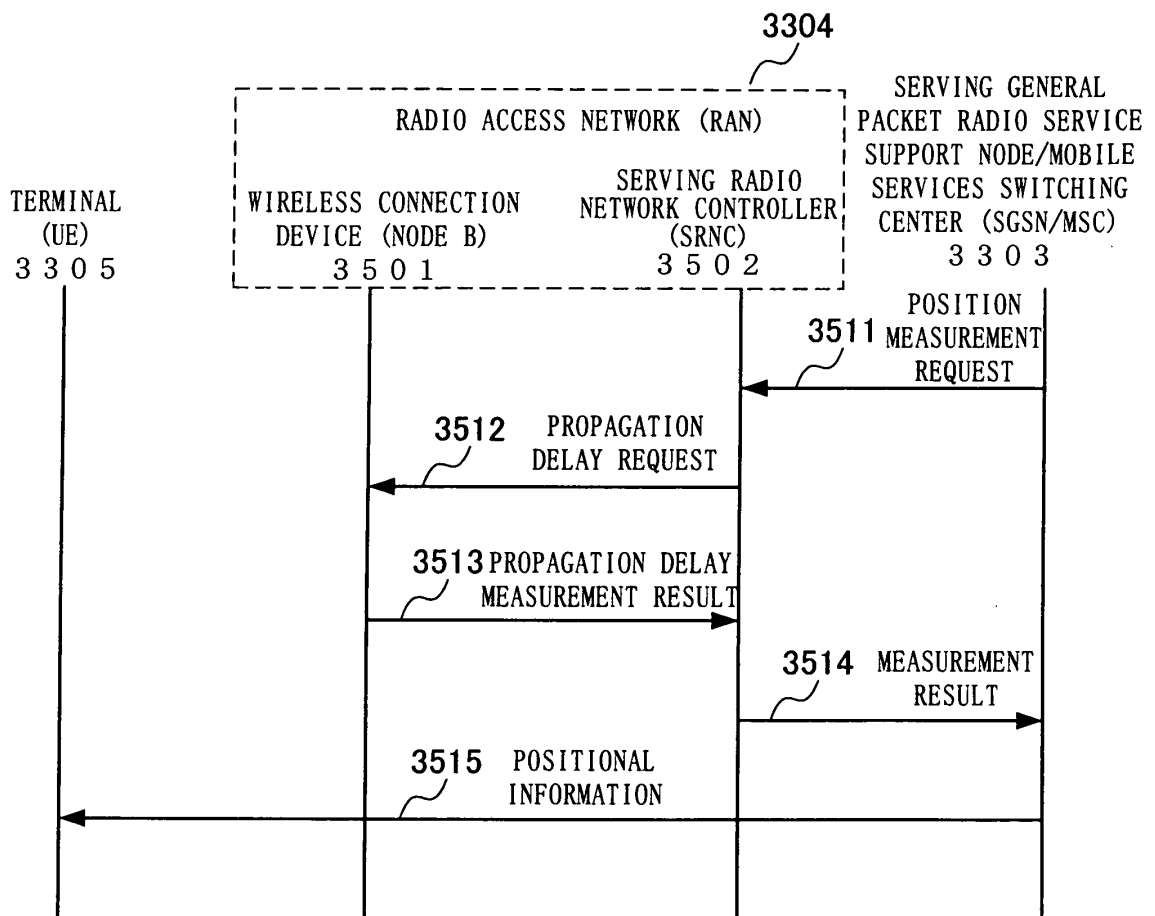 3304
RADIO ACCESS NETWORK (RAN)
SERVING GENERAL
PACKET RADIO SERVICE
SUPPORT NODE/MOBILE
SERVICES SWITCHING
CENTER (SGSN/MSC)
3303
TERMINAL
(UE)
3305
WIRELESS CONNECTION
DEVICE (NODE B)
3501
SERVING RADIO
NETWORK CONTROLLER
(SRNC)
3502
3511
POSITION
MEASUREMENT
REQUEST
3512
PROPAGATION
DELAY REQUEST
3513
PROPAGATION DELAY
MEASUREMENT RESULT
3514
MEASUREMENT
RESULT
3515
POSITIONAL
INFORMATION